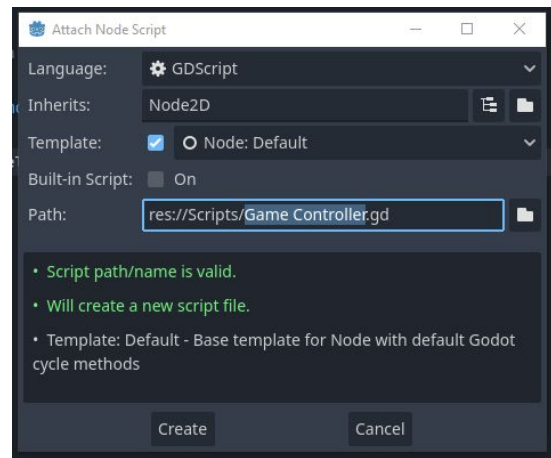 Attach Node Script
Language: GDScript
Inherits: Node2D
Template: Node: Default
Built-in Script: On
Path: res://Scripts/Game Controller.gd
• Script path/name is valid.
• Will create a new script file.
• Template: Default - Base template for Node with default Godot
cycle methods
Create Cancel